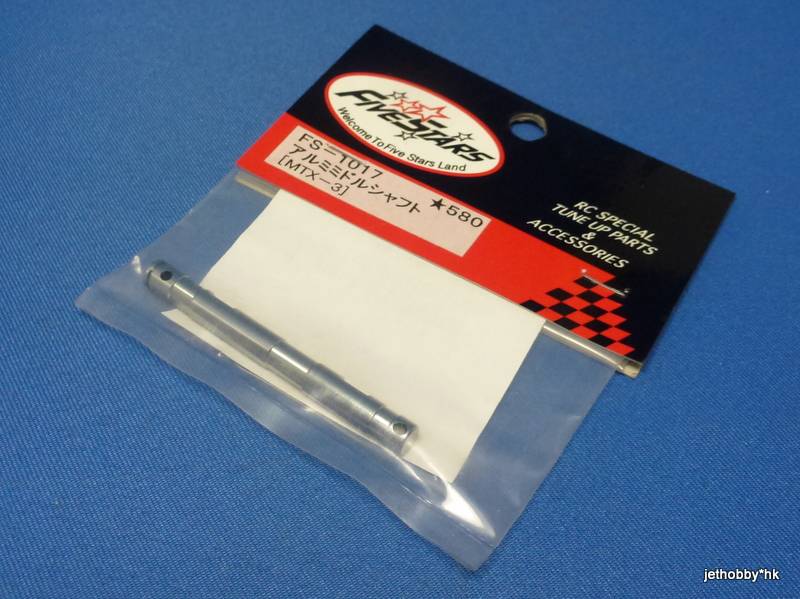 FIVESTARS
Welcome To Five Stars Land
FS-1017
アルミミドルシャフト
[MTX-3]
★580
RC SPECIAL
TUNE UP PARTS
&
ACCESSORIES
jethobby*hk